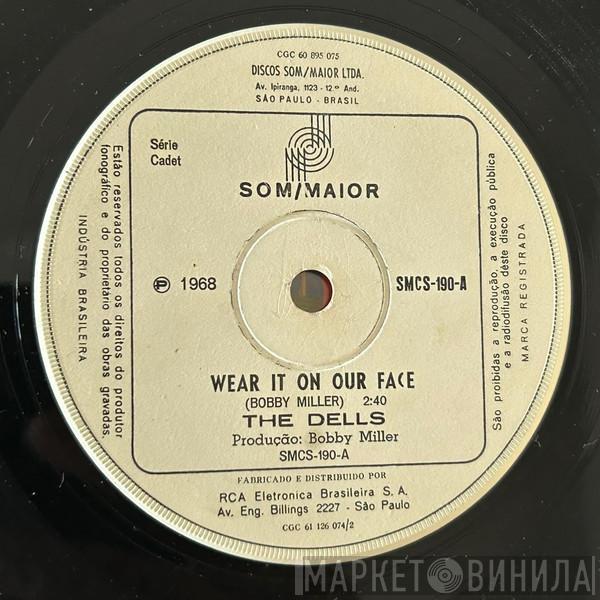 CGC 60 895 075
DISCOS SOM/MAIOR LTDA.
Av. Ipiranga, 1123 - 12.º And.
SÃO PAULO - BRASIL
Série
Cadet
SOM/MAIOR
Ⓟ 1968
SMCS-190-A
WEAR IT ON OUR FACE
(BOBBY MILLER) 2:40
THE DELLS
Produção: Bobby Miller
SMCS-190-A
FABRICADO E DISTRIBUIDO POR
RCA Eletronica Brasileira S. A.
Av. Eng. Billings 2227 - São Paulo
CGC 61 126 074/2
Estão reservados todos os direitos do produtor
fonográfico e do proprietário das obras gravadas.
INDÚSTRIA BRASILEIRA
São proibidas a reprodução, a execução pública
e a radiodifusão dêste disco
MARCA REGISTRADA
МАРКЕТ ВИНИЛА